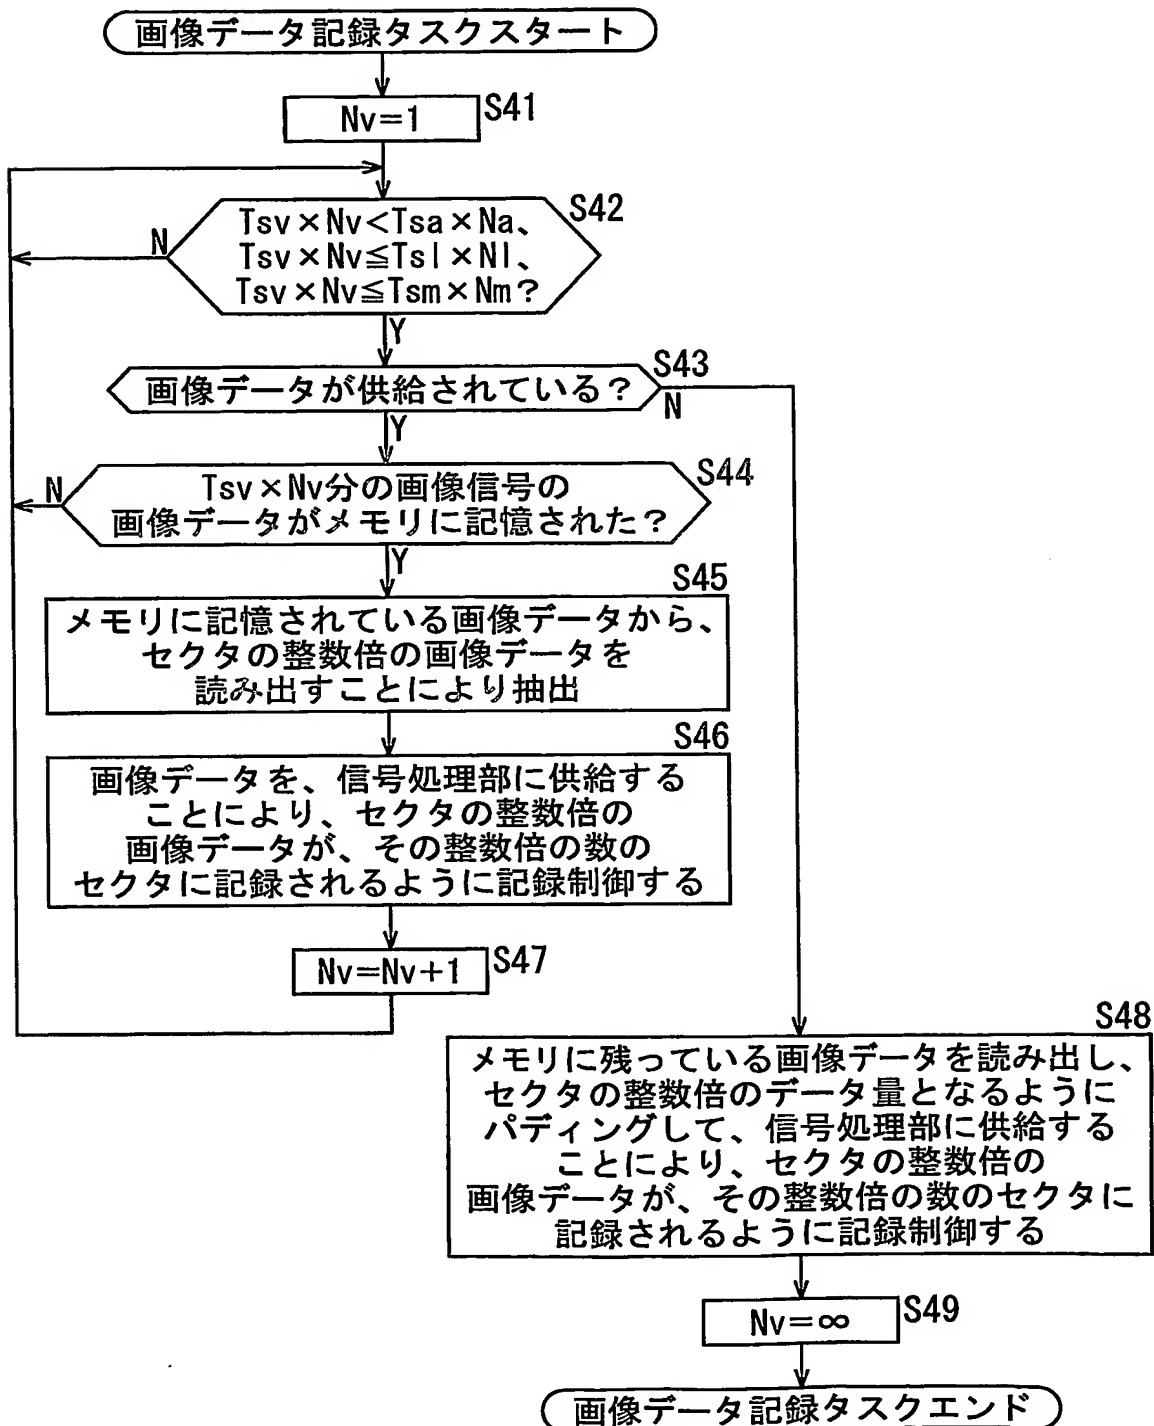 画像データ記録タスクスタート
Nv=1
S41
S42
Tsv×Nv<Tsa×Na、
Tsv×Nv≦Tsl×Nl、
Tsv×Nv≦Tsm×Nm?
N
Y
S43
画像データが供給されている?
N
Y
S44
Tsv×Nv分の画像信号の
画像データがメモリに記憶された?
N
Y
S45
メモリに記憶されている画像データから、
セクタの整数倍の画像データを
読み出すことにより抽出
S46
画像データを、信号処理部に供給する
ことにより、セクタの整数倍の
画像データが、その整数倍の数の
セクタに記録されるように記録制御する
Nv=Nv+1
S47
S48
メモリに残っている画像データを読み出し、
セクタの整数倍のデータ量となるように
パディングして、信号処理部に供給する
ことにより、セクタの整数倍の
画像データが、その整数倍の数のセクタに
記録されるように記録制御する
Nv=∞
S49
画像データ記録タスクエンド